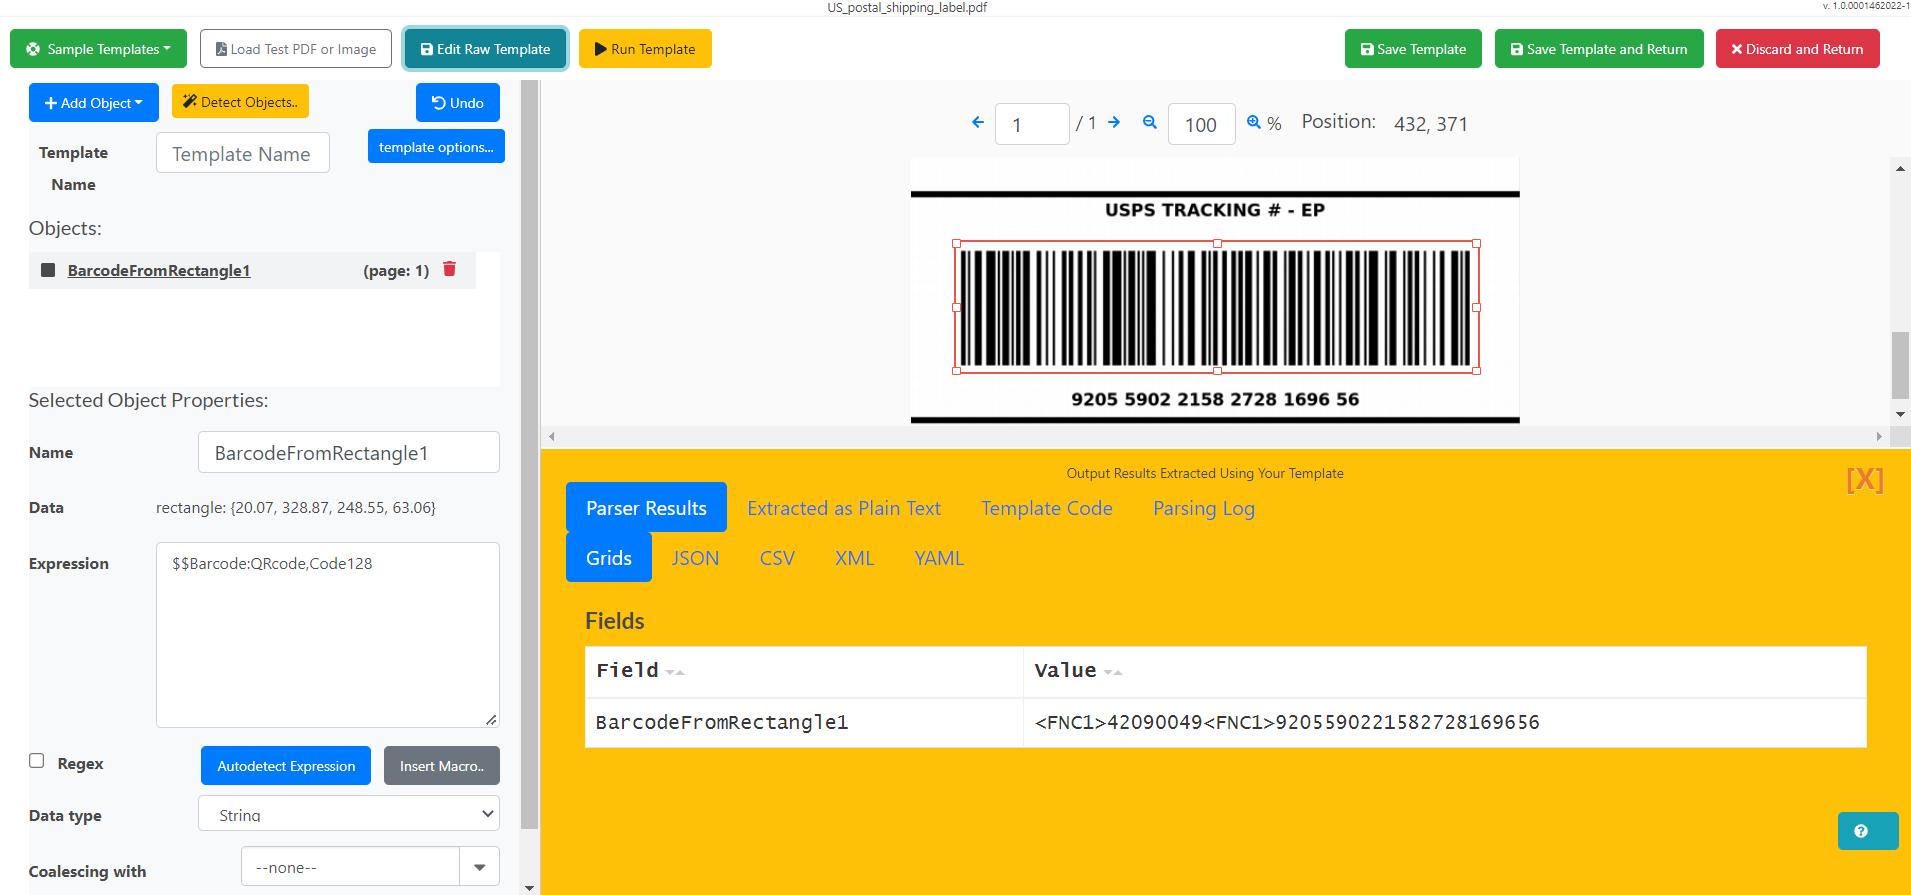 US_postal_shipping_label.pdf
v. 1.0.0001462022-1
Sample Templates
Load Test PDF or Image
Edit Raw Template
Run Template
Save Template
Save Template and Return
Discard and Return
Add Object
Detect Objects..
Undo
Template Name
Template Name
template options...
Objects:
BarcodeFromRectangle1 (page: 1)
Selected Object Properties:
Name BarcodeFromRectangle1
Data rectangle: {20.07, 328.87, 248.55, 63.06}
Expression $$Barcode:QRcode,Code128
Regex
Autodetect Expression
Insert Macro..
Data type String
Coalescing with --none--
1 / 1 100 % Position: 432, 371
USPS TRACKING # - EP
9205 5902 2158 2728 1696 56
Output Results Extracted Using Your Template
[X]
Parser Results Extracted as Plain Text Template Code Parsing Log
Grids JSON CSV XML YAML
Fields
Field Value
BarcodeFromRectangle1 <FNC1>42090049<FNC1>9205590221582728169656